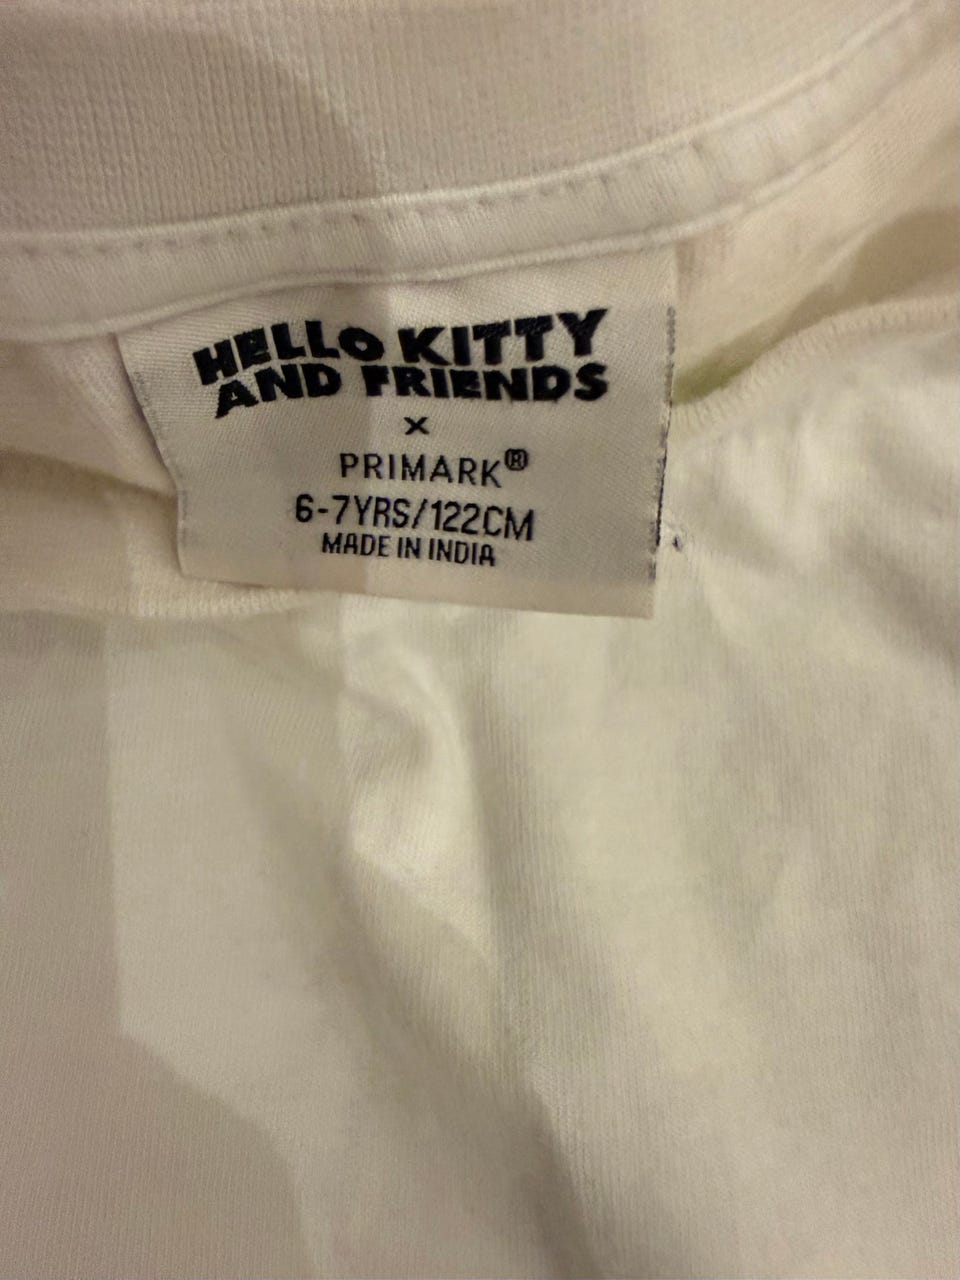 HELLO KITTY
AND FRIENDS
×
PRIMARK®
6-7YRS/122CM
MADE IN INDIA